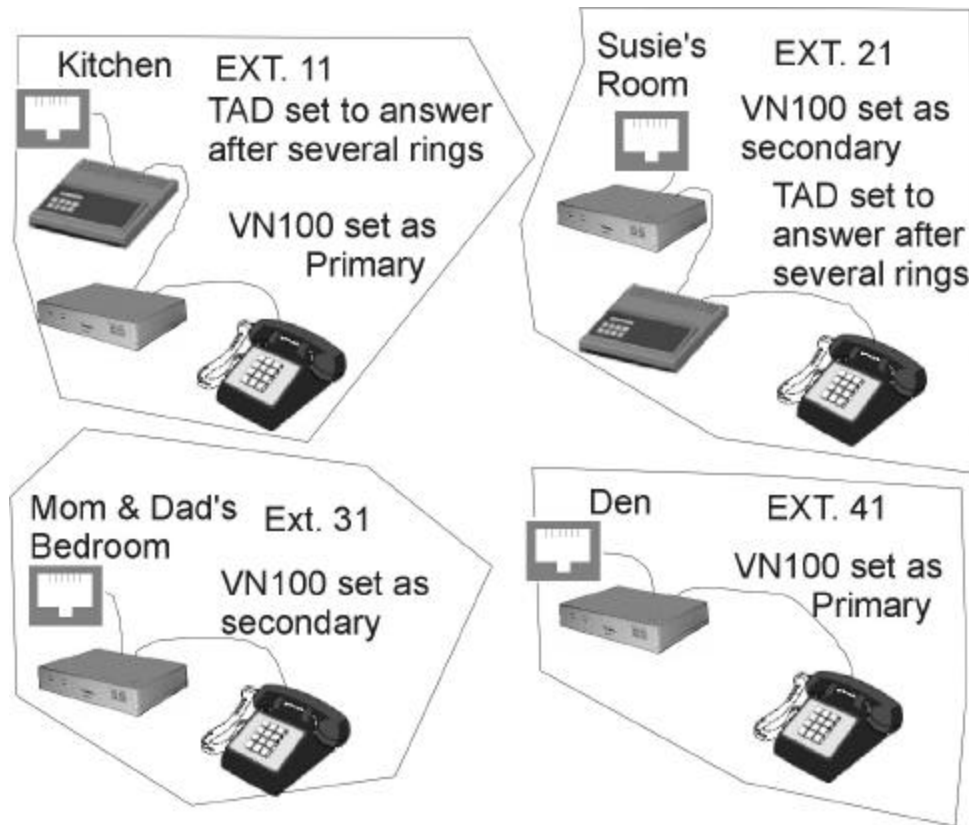 Kitchen
EXT. 11
TAD set to answer
after several rings
VN100 set as
Primary
Susie's
Room
EXT. 21
VN100 set as
secondary
TAD set to
answer after
several rings
Mom & Dad's
Bedroom
Ext. 31
VN100 set as
secondary
Den
EXT. 41
VN100 set as
Primary